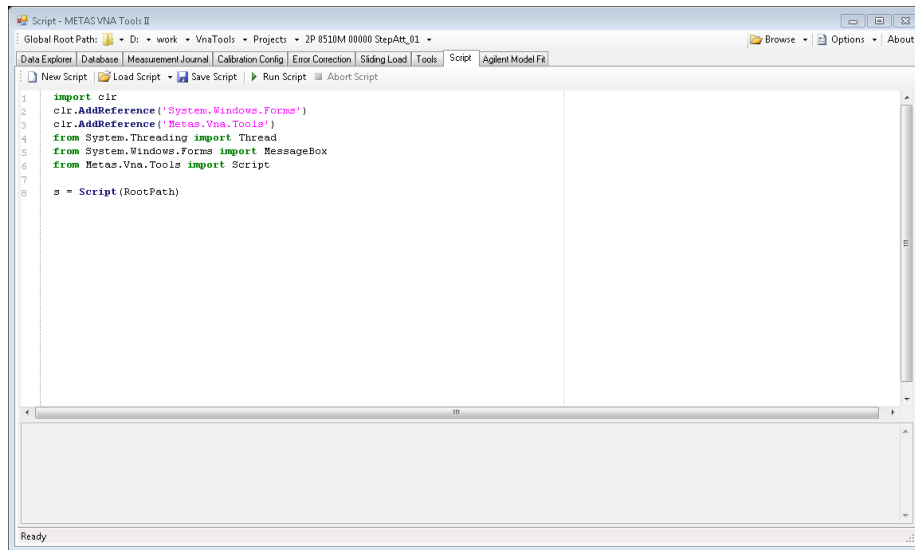 Script - METAS VNA Tools II
Global Root Path: D: work VnaTools Projects 2P 8510M 00000 StepAtt_01 Browse Options About
Data Explorer Database Measurement Journal Calibration Config Error Correction Sliding Load Tools Script Agilent Model Fit
New Script Load Script Save Script Run Script Abort Script
1 import clr
2 clr.AddReference('System.Windows.Forms')
3 clr.AddReference('Metas.Vna.Tools')
4 from System.Threading import Thread
5 from System.Windows.Forms import MessageBox
6 from Metas.Vna.Tools import Script
7
8 s = Script(RootPath)
Ready